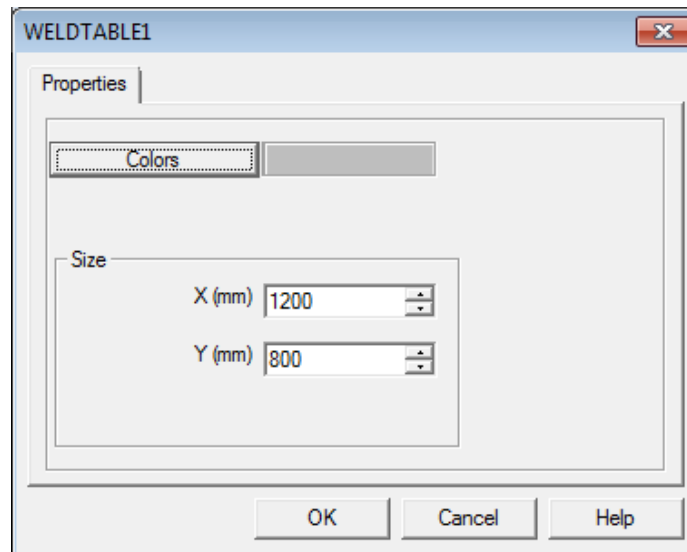 WELDTABLE1
Properties
Colors
Size
X (mm) 1200
Y (mm) 800
OK Cancel Help